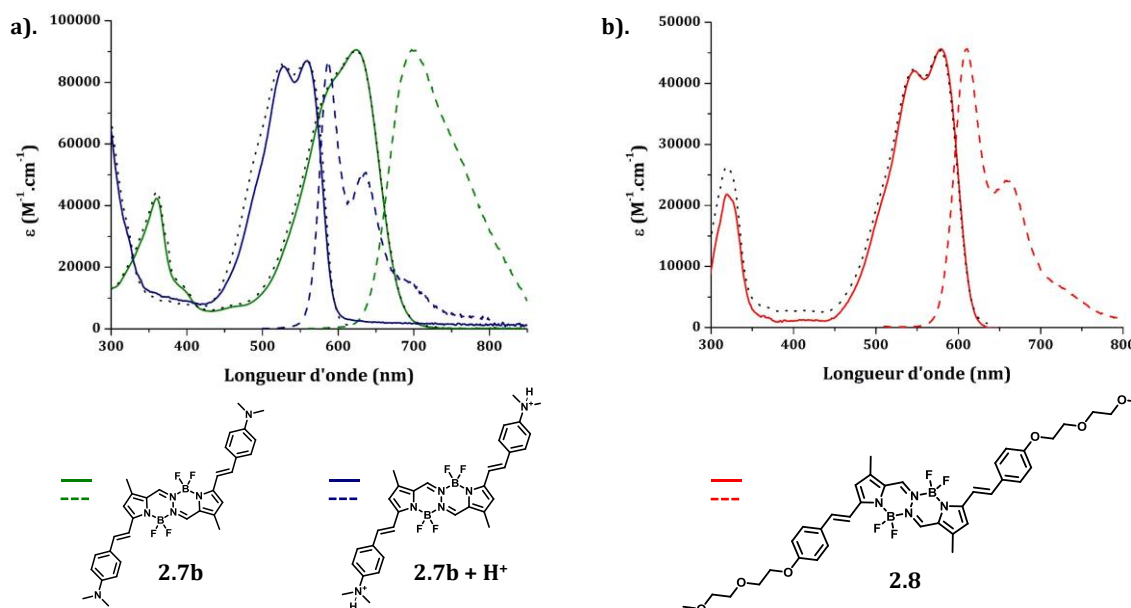 a).
100000
80000
60000
40000
20000
0
ε (M⁻¹.cm⁻¹)
300 400 500 600 700 800
Longueur d'onde (nm)
b).
50000
40000
30000
20000
10000
0
ε (M⁻¹.cm⁻¹)
300 400 500 600 700 800
Longueur d'onde (nm)
N
F F
B
N N
N N
B
F F
N
2.7b
H
N⁺
F F
B
N N
N N
B
F F
N⁺
H
2.7b + H⁺
O
O
O
F
B F
N N
N N
F B
F
O
O
O
2.8